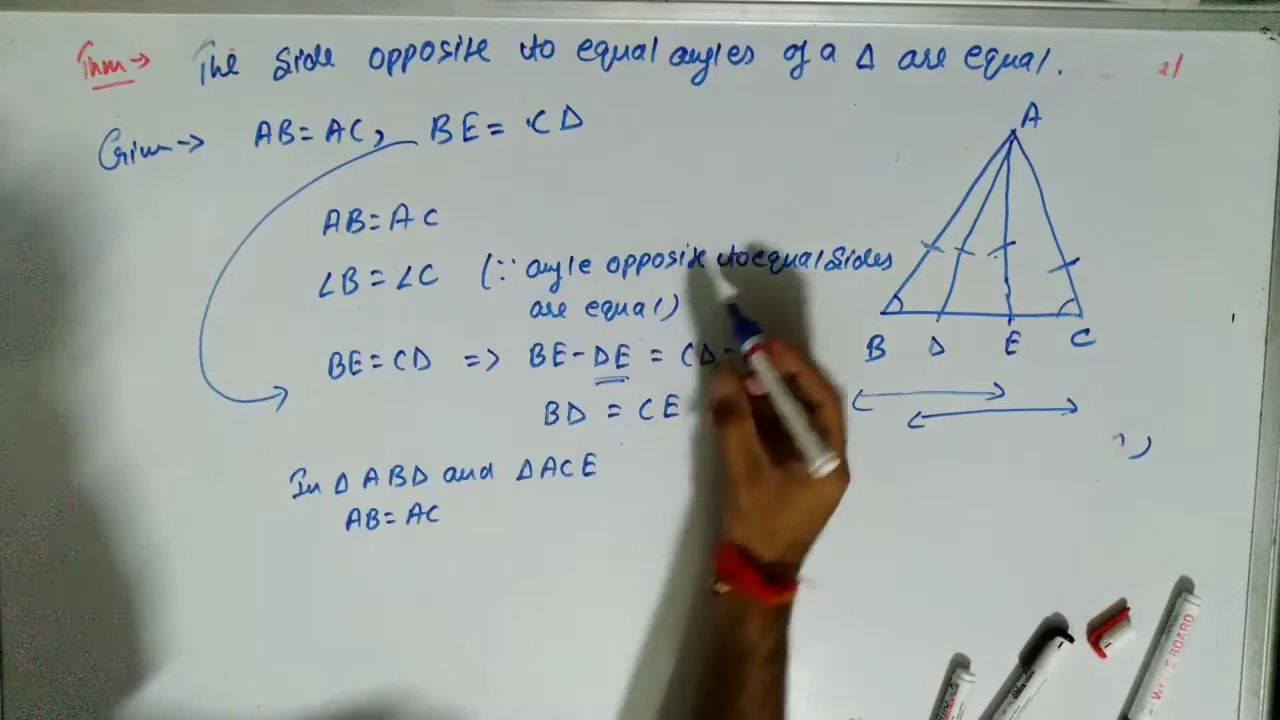 Thm→ The Side opposite to equal angles of a Δ are equal.
Given→ AB = AC, BE = CD
AB = AC
∠B = ∠C (∵ angle opposite to equal sides
are equal)
BE = CD => BE - DE = CD -
BD = CE
In Δ ABD and Δ ACE
AB = AC
A
B D E C
WHITEBOARD